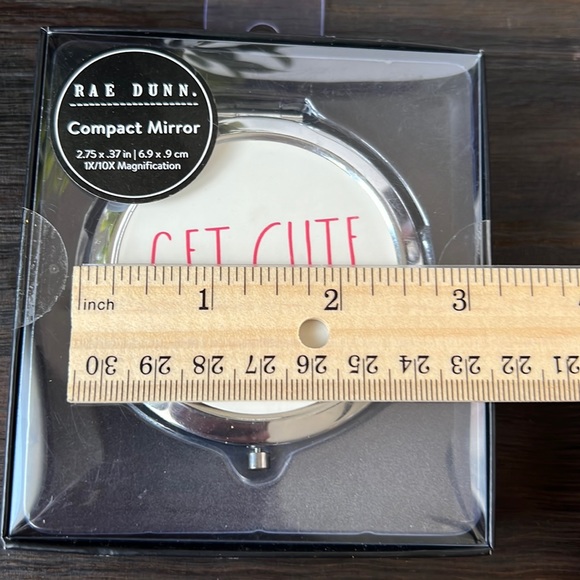 RAE DUNN.
Compact Mirror
2.75 x .37 in | 6.9 x .9 cm
1X/10X Magnification
GET CUTE
inch 1 2 3
30 29 28 27 26 25 24 23 22 21